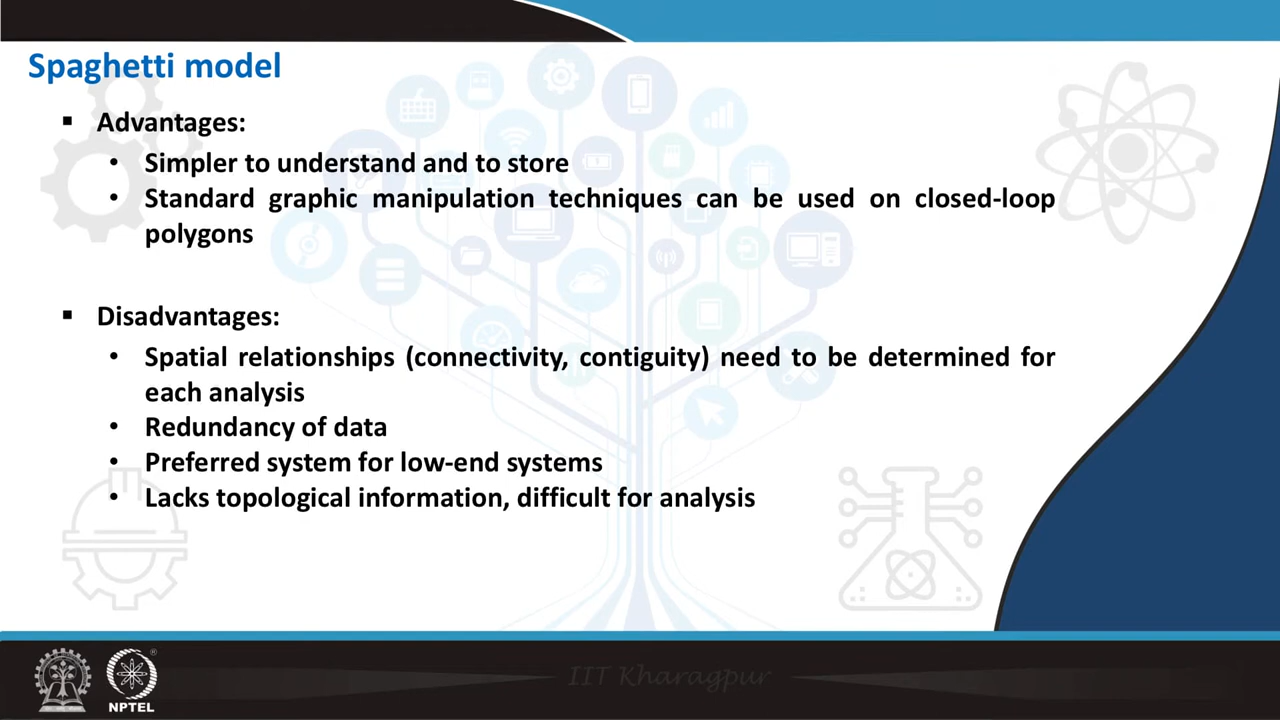 Spaghetti model
▪ Advantages:
• Simpler to understand and to store
• Standard graphic manipulation techniques can be used on closed-loop
polygons
▪ Disadvantages:
• Spatial relationships (connectivity, contiguity) need to be determined for
each analysis
• Redundancy of data
• Preferred system for low-end systems
• Lacks topological information, difficult for analysis
IIT Kharagpur
NPTEL